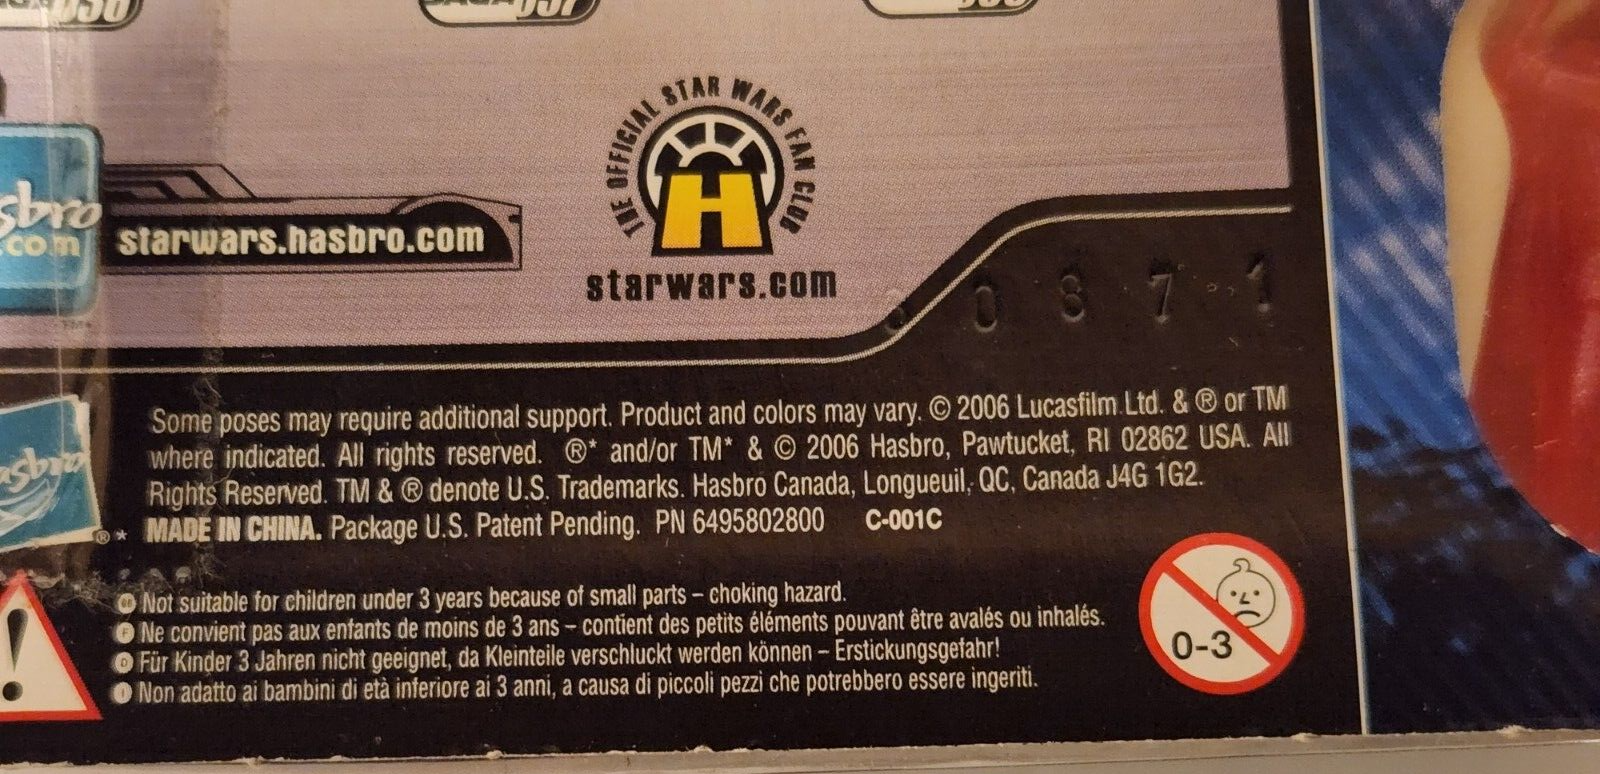 SAGA 037
THE OFFICIAL STAR WARS FAN CLUB
H
sbro
.com
starwars.hasbro.com
starwars.com
0 8 7 1
Some poses may require additional support. Product and colors may vary. © 2006 Lucasfilm Ltd. & ® or TM
where indicated. All rights reserved. ®* and/or TM* & © 2006 Hasbro, Pawtucket, RI 02862 USA. All
Rights Reserved. TM & ® denote U.S. Trademarks. Hasbro Canada, Longueuil, QC, Canada J4G 1G2.
®* MADE IN CHINA. Package U.S. Patent Pending. PN 6495802800 C-001C
asbro
! 
GB Not suitable for children under 3 years because of small parts – choking hazard.
F Ne convient pas aux enfants de moins de 3 ans – contient des petits éléments pouvant être avalés ou inhalés.
D Für Kinder 3 Jahren nicht geeignet, da Kleinteile verschluckt werden können – Erstickungsgefahr!
I Non adatto ai bambini di età inferiore ai 3 anni, a causa di piccoli pezzi che potrebbero essere ingeriti.
0-3